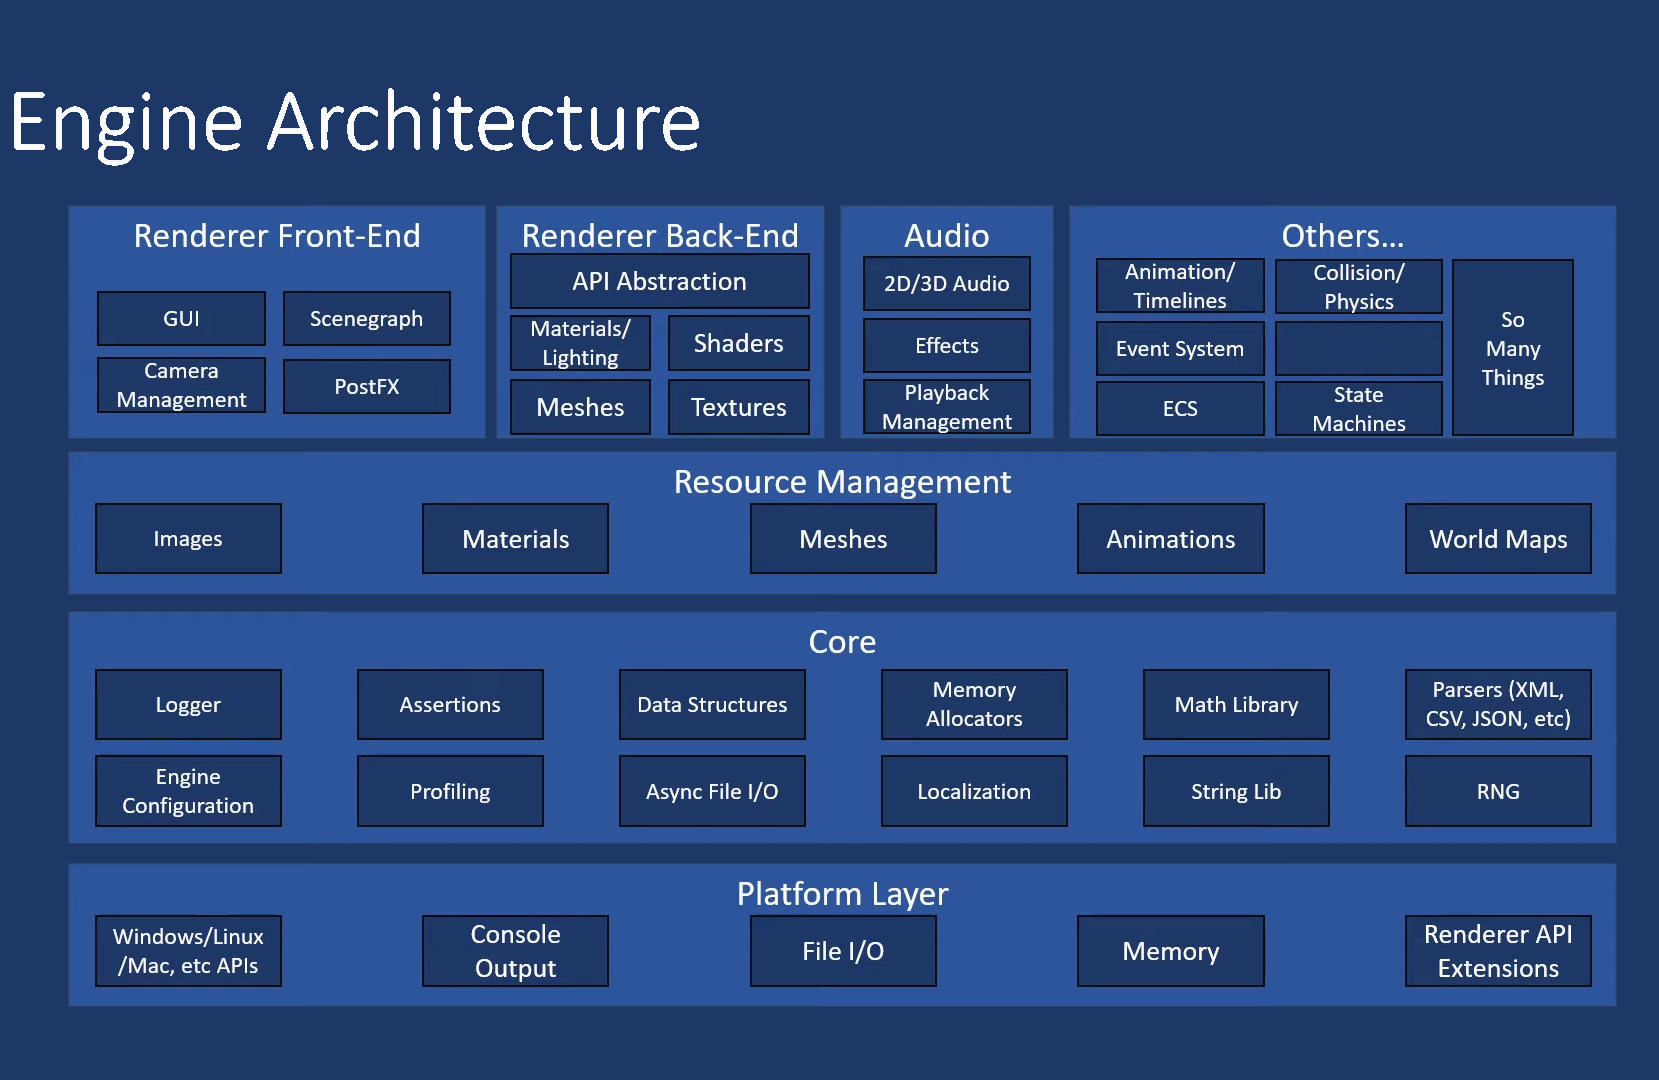 Engine Architecture
Renderer Front-End
GUI
Scenegraph
Camera
Management
PostFX
Renderer Back-End
API Abstraction
Materials/
Lighting
Shaders
Meshes
Textures
Audio
2D/3D Audio
Effects
Playback
Management
Others...
Animation/
Timelines
Collision/
Physics
Event System
ECS
State
Machines
So
Many
Things
Resource Management
Images
Materials
Meshes
Animations
World Maps
Core
Logger
Assertions
Data Structures
Memory
Allocators
Math Library
Parsers (XML,
CSV, JSON, etc)
Engine
Configuration
Profiling
Async File I/O
Localization
String Lib
RNG
Platform Layer
Windows/Linux
/Mac, etc APIs
Console
Output
File I/O
Memory
Renderer API
Extensions